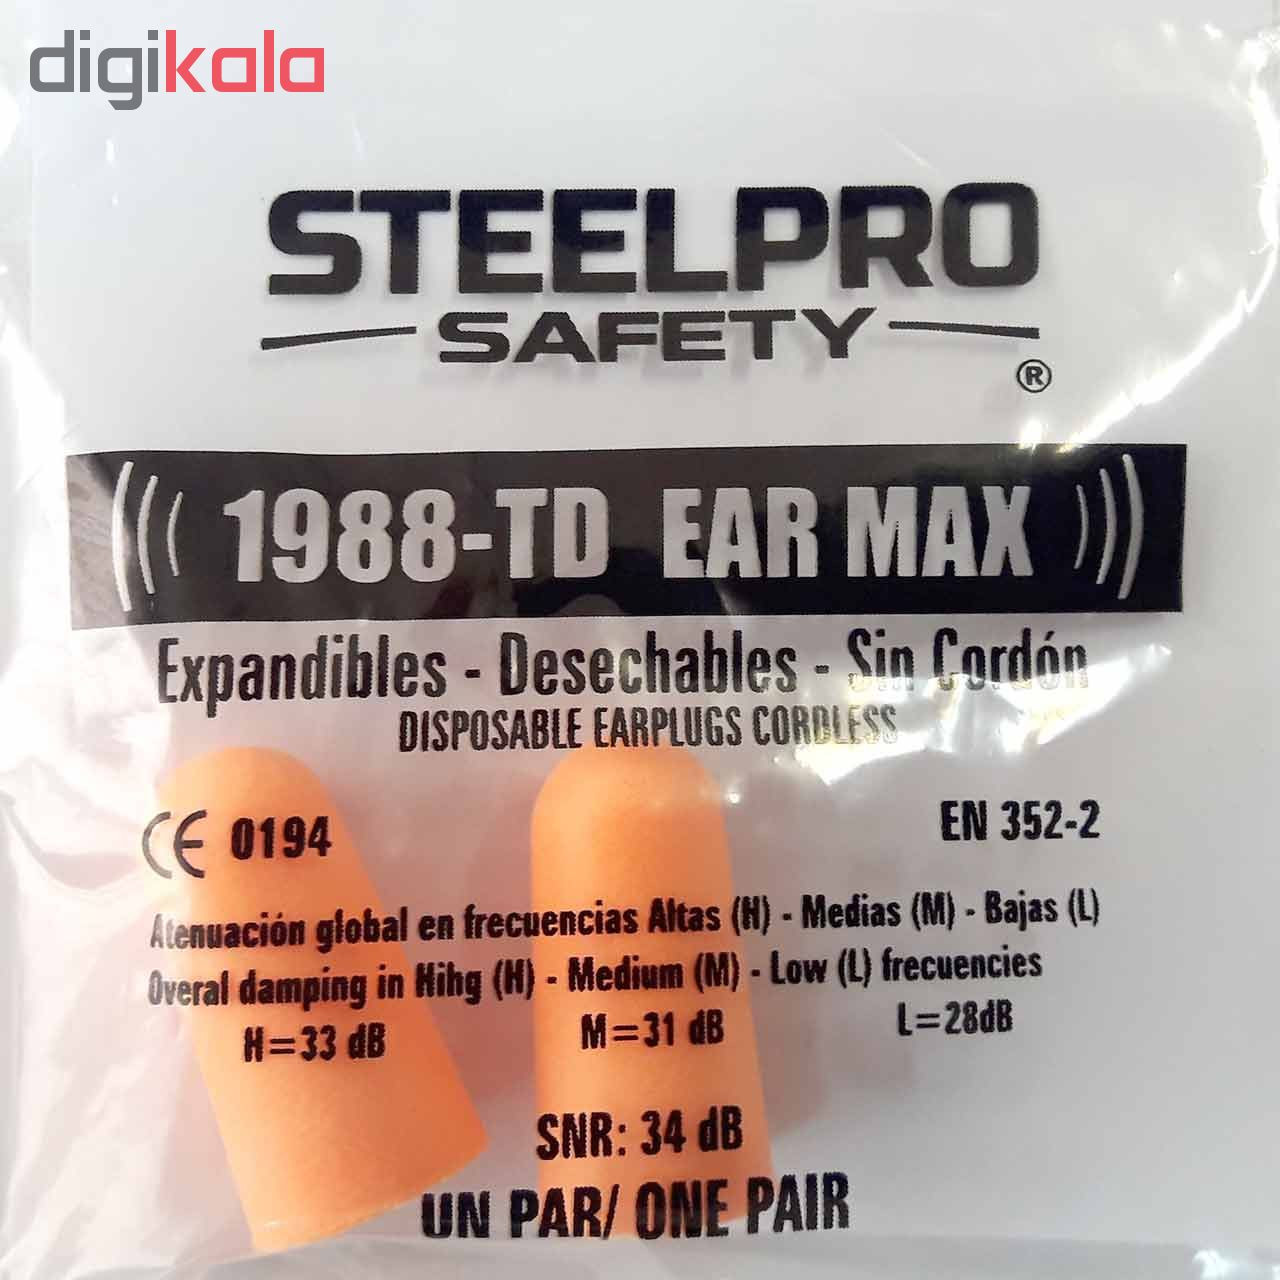 digikala
STEELPRO
SAFETY
®
1988-TD EAR MAX
Expandibles - Desechables - Sin Cordón
DISPOSABLE EARPLUGS CORDLESS
CE 0194
EN 352-2
Atenuación global en frecuencias Altas (H) - Medias (M) - Bajas (L)
Overal damping in Hihg (H) - Medium (M) - Low (L) frecuencies
H=33 dB M=31 dB L=28dB
SNR: 34 dB
UN PAR/ ONE PAIR